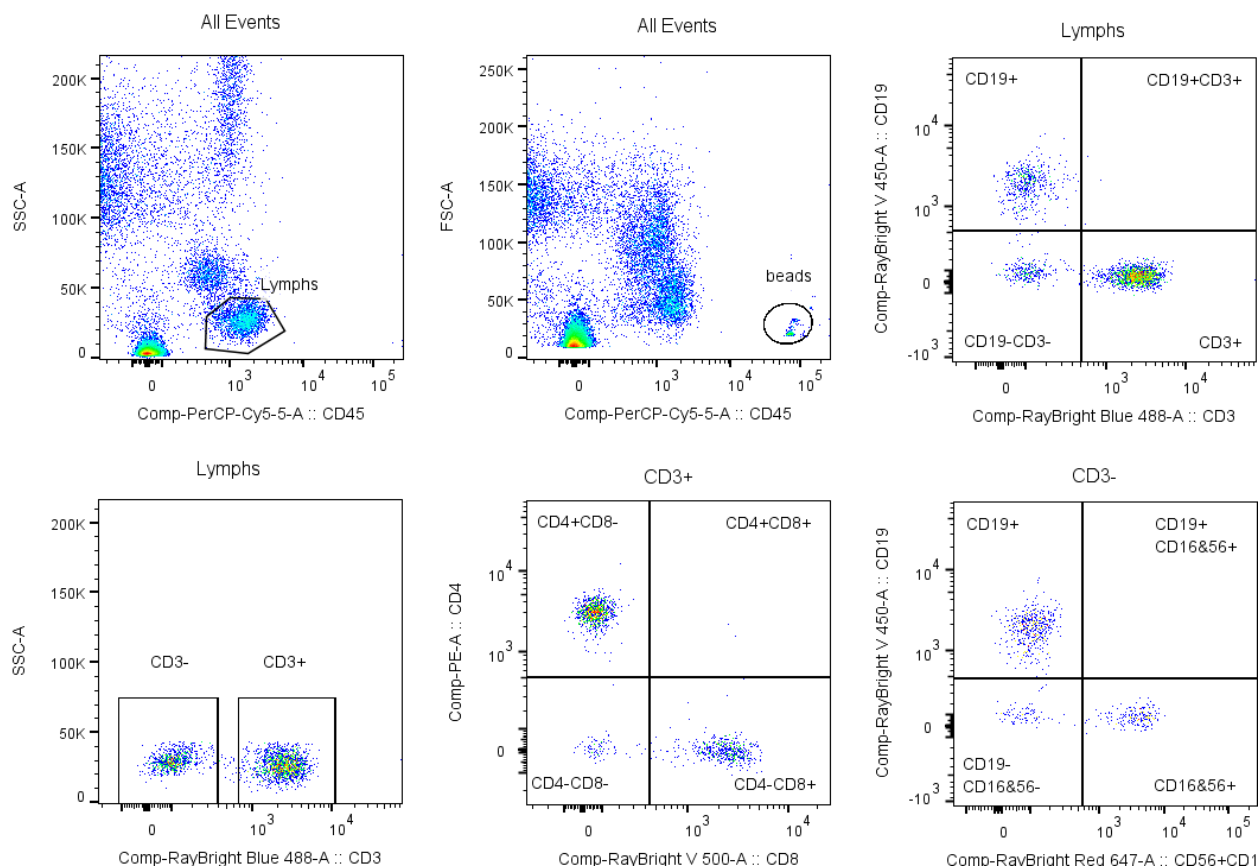 All Events
200K
150K
100K
50K
0
SSC-A
Lymphs
0
10^3
10^4
10^5
Comp-PerCP-Cy5-5-A :: CD45
All Events
250K
200K
150K
100K
50K
0
FSC-A
beads
0
10^3
10^4
10^5
Comp-PerCP-Cy5-5-A :: CD45
Lymphs
CD19+
CD19+CD3+
10^4
10^3
0
-10^3
Comp-RayBright V 450-A :: CD19
CD19-CD3-
CD3+
0
10^3
10^4
Comp-RayBright Blue 488-A :: CD3
Lymphs
200K
150K
100K
50K
0
SSC-A
CD3-
CD3+
0
10^3
10^4
Comp-RayBright Blue 488-A :: CD3
CD3+
CD4+CD8-
CD4+CD8+
10^4
10^3
0
Comp-PE-A :: CD4
CD4-CD8-
CD4-CD8+
0
10^3
10^4
Comp-RayBright V 500-A :: CD8
CD3-
CD19+
CD19+
CD16&56+
10^4
10^3
0
-10^3
Comp-RayBright V 450-A :: CD19
CD19-
CD16&56-
CD16&56+
0
10^3
10^4
10^5
Comp-RayBright Red 647-A :: CD56+CD1